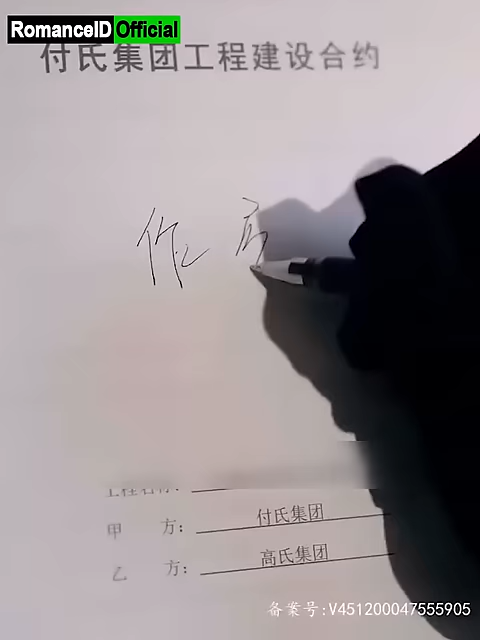 RomanceID Official
付氏集团工程建设合约
作
甲 方: 付氏集团
乙 方: 高氏集团
备案号:V451200047555905